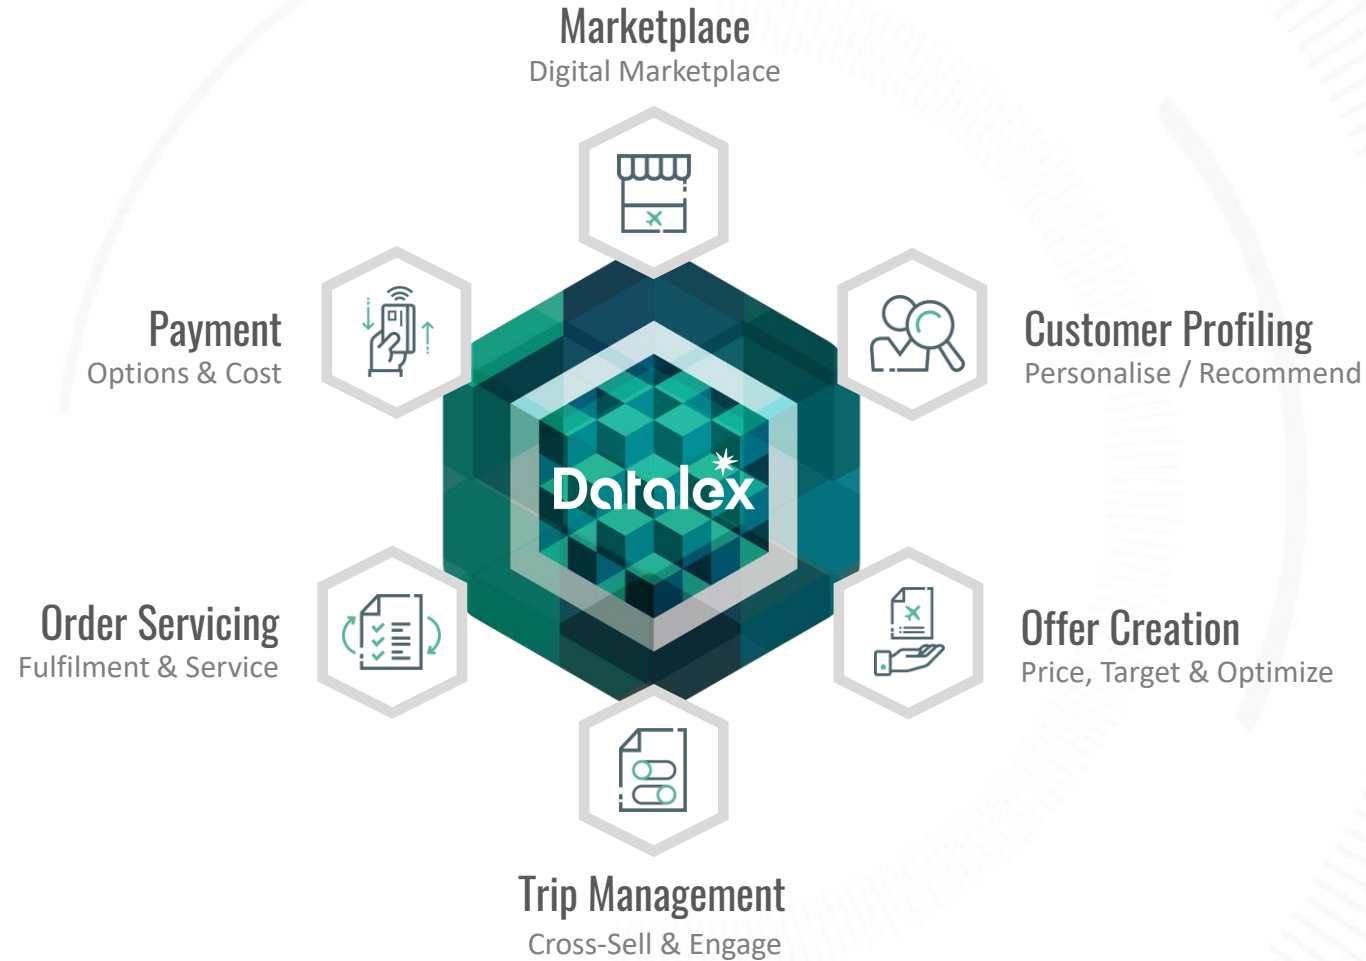 Marketplace
Digital Marketplace
Payment
Options & Cost
Customer Profiling
Personalise / Recommend
Datalex
Order Servicing
Fulfilment & Service
Offer Creation
Price, Target & Optimize
Trip Management
Cross-Sell & Engage